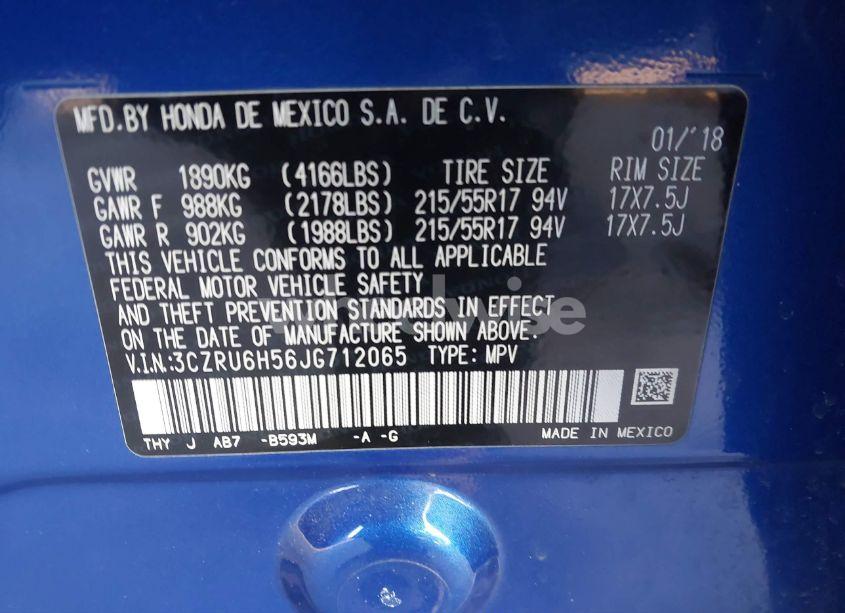 MFD.BY HONDA DE MEXICO S.A. DE C.V.
01/'18
GVWR 1890KG (4166LBS) TIRE SIZE RIM SIZE
GAWR F 988KG (2178LBS) 215/55R17 94V 17X7.5J
GAWR R 902KG (1988LBS) 215/55R17 94V 17X7.5J
THIS VEHICLE CONFORMS TO ALL APPLICABLE
FEDERAL MOTOR VEHICLE SAFETY
AND THEFT PREVENTION STANDARDS IN EFFECT
ON THE DATE OF MANUFACTURE SHOWN ABOVE.
V.I.N.:3CZRU6H56JG712065 TYPE: MPV
THY J AB7 -B593M -A -G MADE IN MEXICO